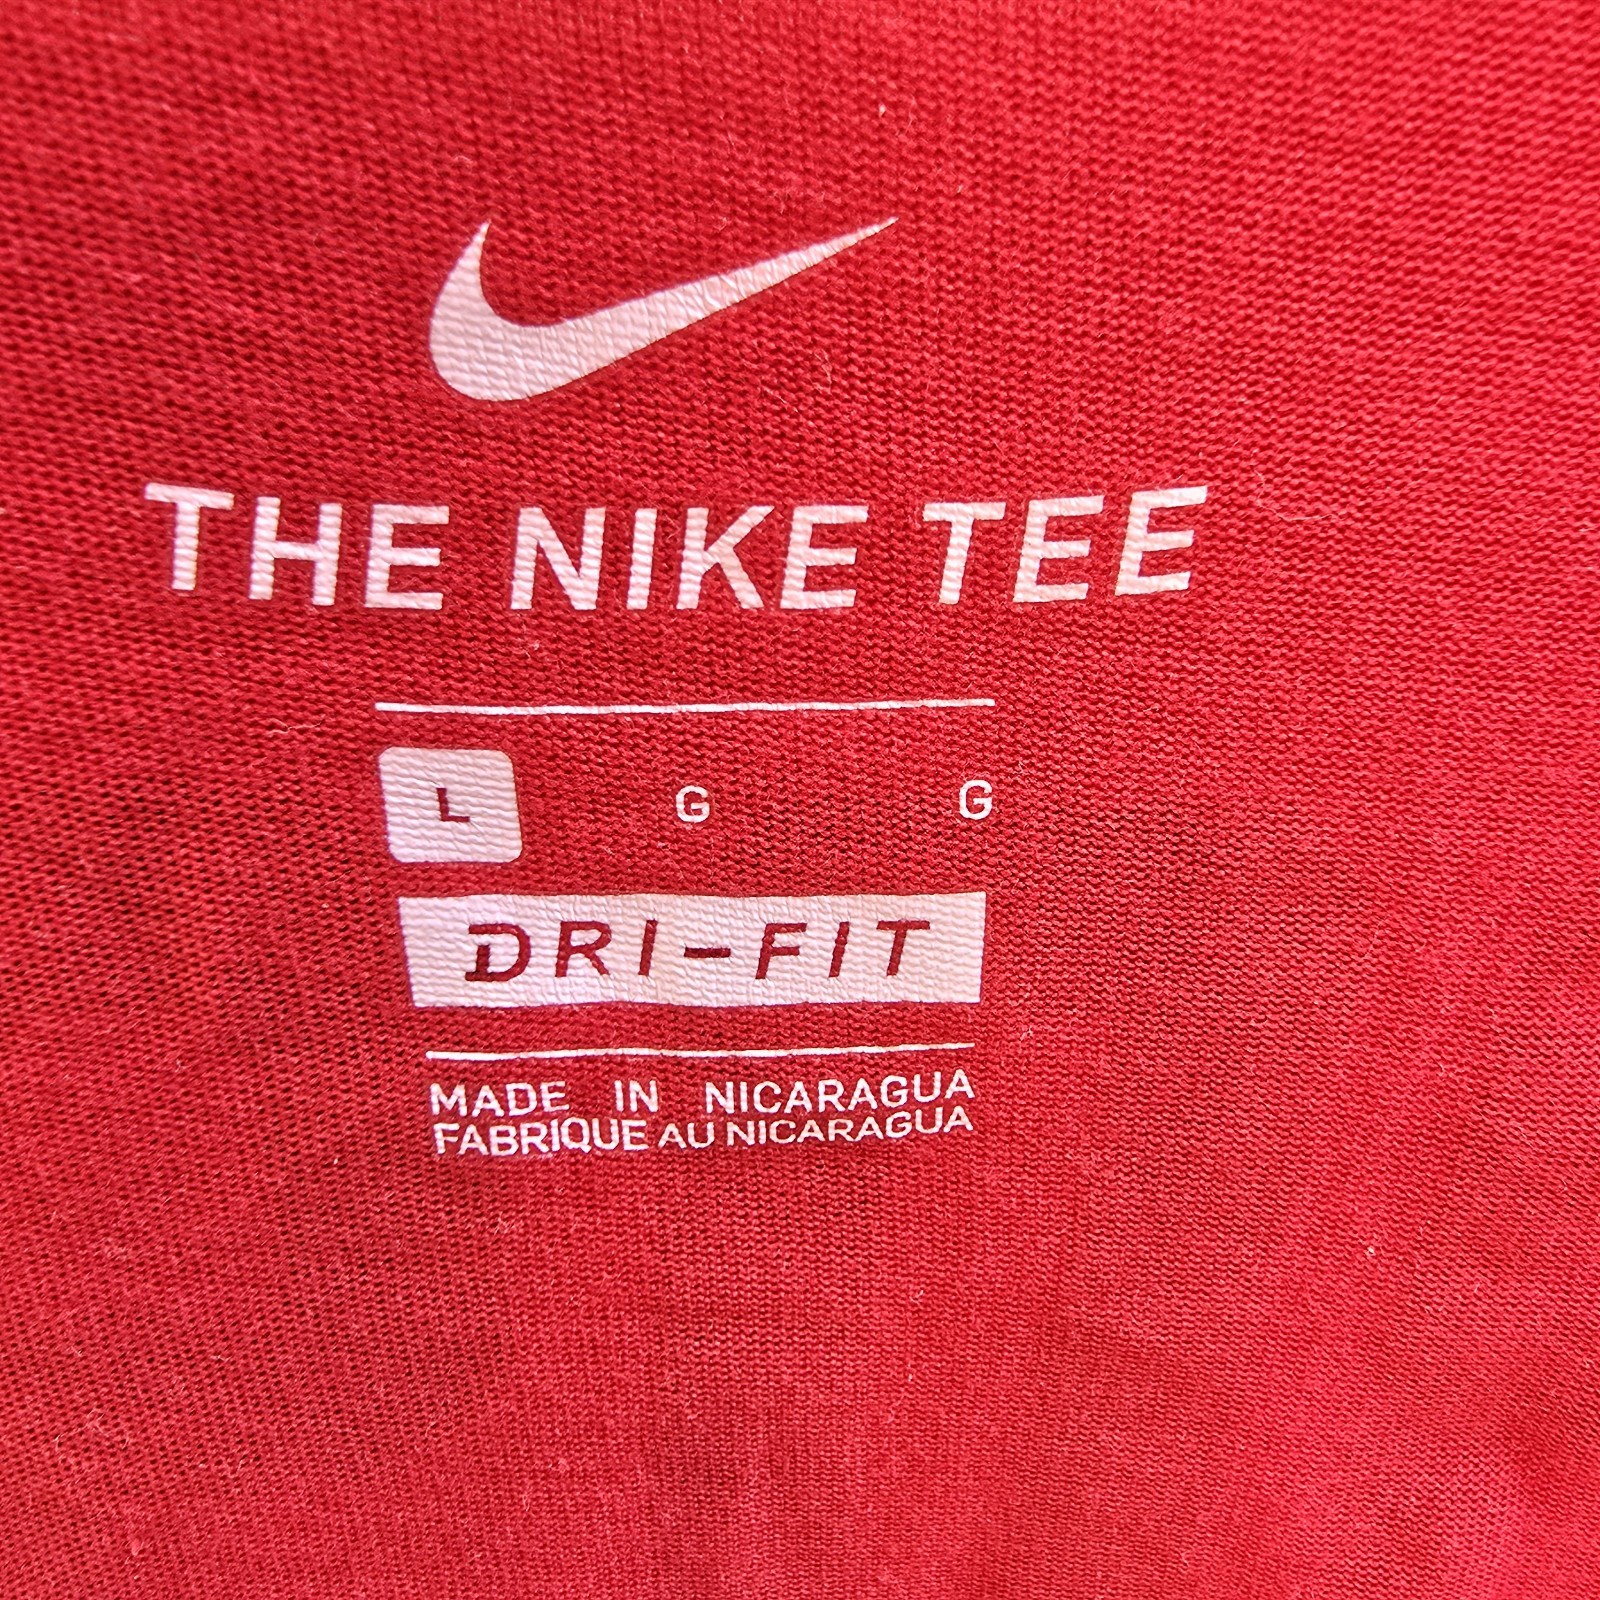 THE NIKE TEE
L G G
DRI-FIT
MADE IN NICARAGUA
FABRIQUE AU NICARAGUA